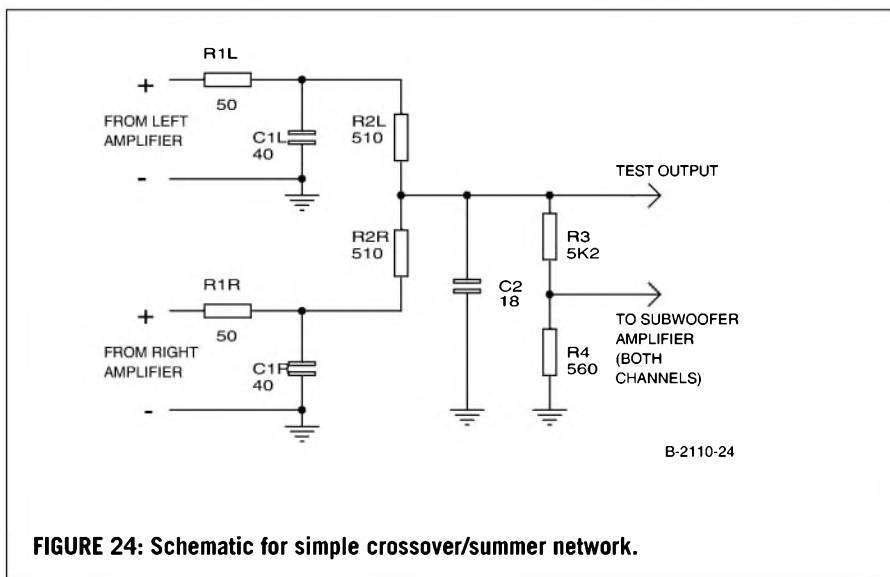 R1L
+
50
FROM LEFT
AMPLIFIER
C1L
40
R2L
510
-
TEST OUTPUT
R2R
510
R3
5K2
R1R
C2
18
+
50
TO SUBWOOFER
AMPLIFIER
(BOTH
CHANNELS)
FROM RIGHT
AMPLIFIER
C1R
40
R4
560
-
B-2110-24
FIGURE 24: Schematic for simple crossover/summer network.